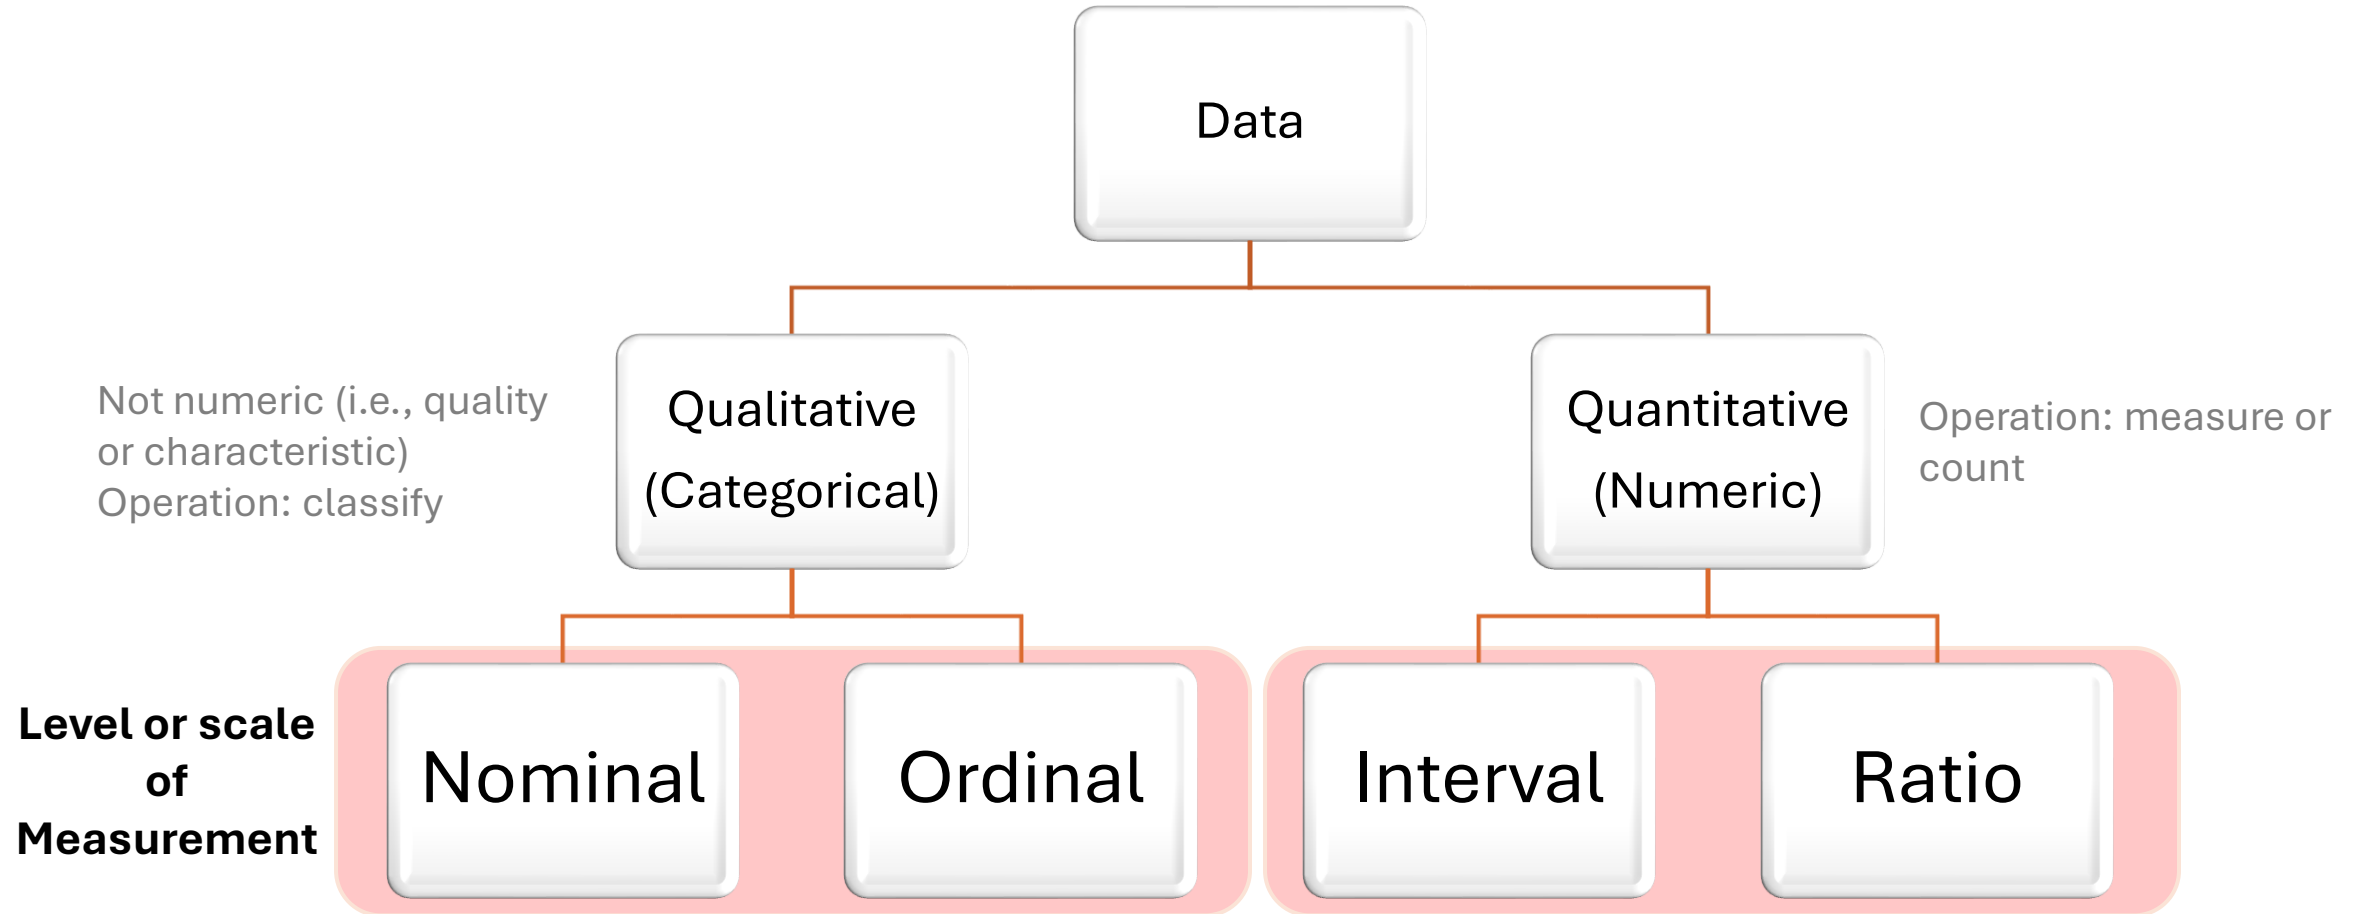 Data
Not numeric (i.e., quality
or characteristic)
Operation: classify
Qualitative
(Categorical)
Quantitative
(Numeric)
Operation: measure or
count
Level or scale
of
Measurement
Nominal
Ordinal
Interval
Ratio